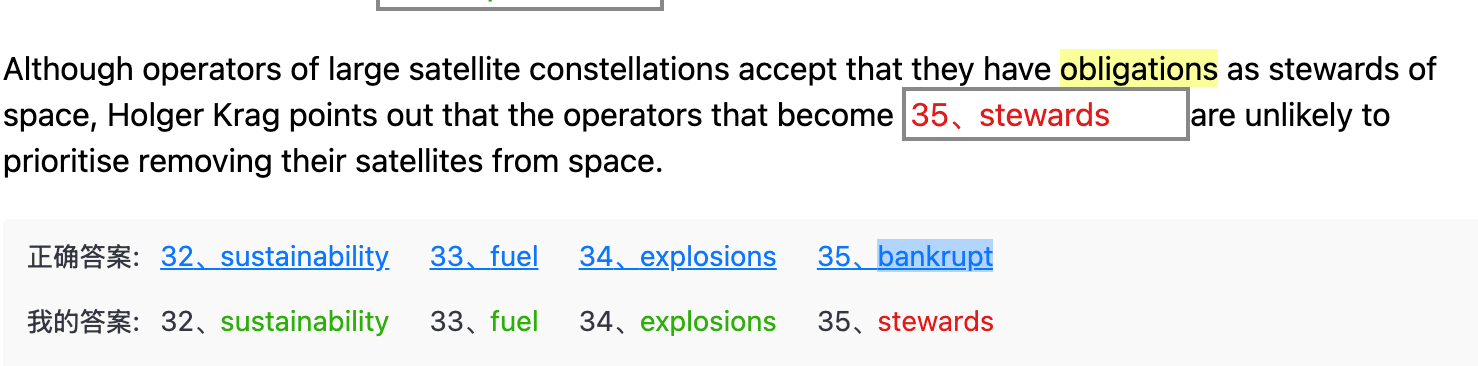 Although operators of large satellite constellations accept that they have obligations as stewards of
space, Holger Krag points out that the operators that become 35、stewards are unlikely to
prioritise removing their satellites from space.
正确答案: 32、sustainability 33、fuel 34、explosions 35、bankrupt
我的答案: 32、sustainability 33、fuel 34、explosions 35、stewards